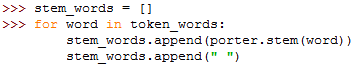 >>> stem_words = []
>>> for word in token_words:
        stem_words.append(porter.stem(word))
        stem_words.append(" ")